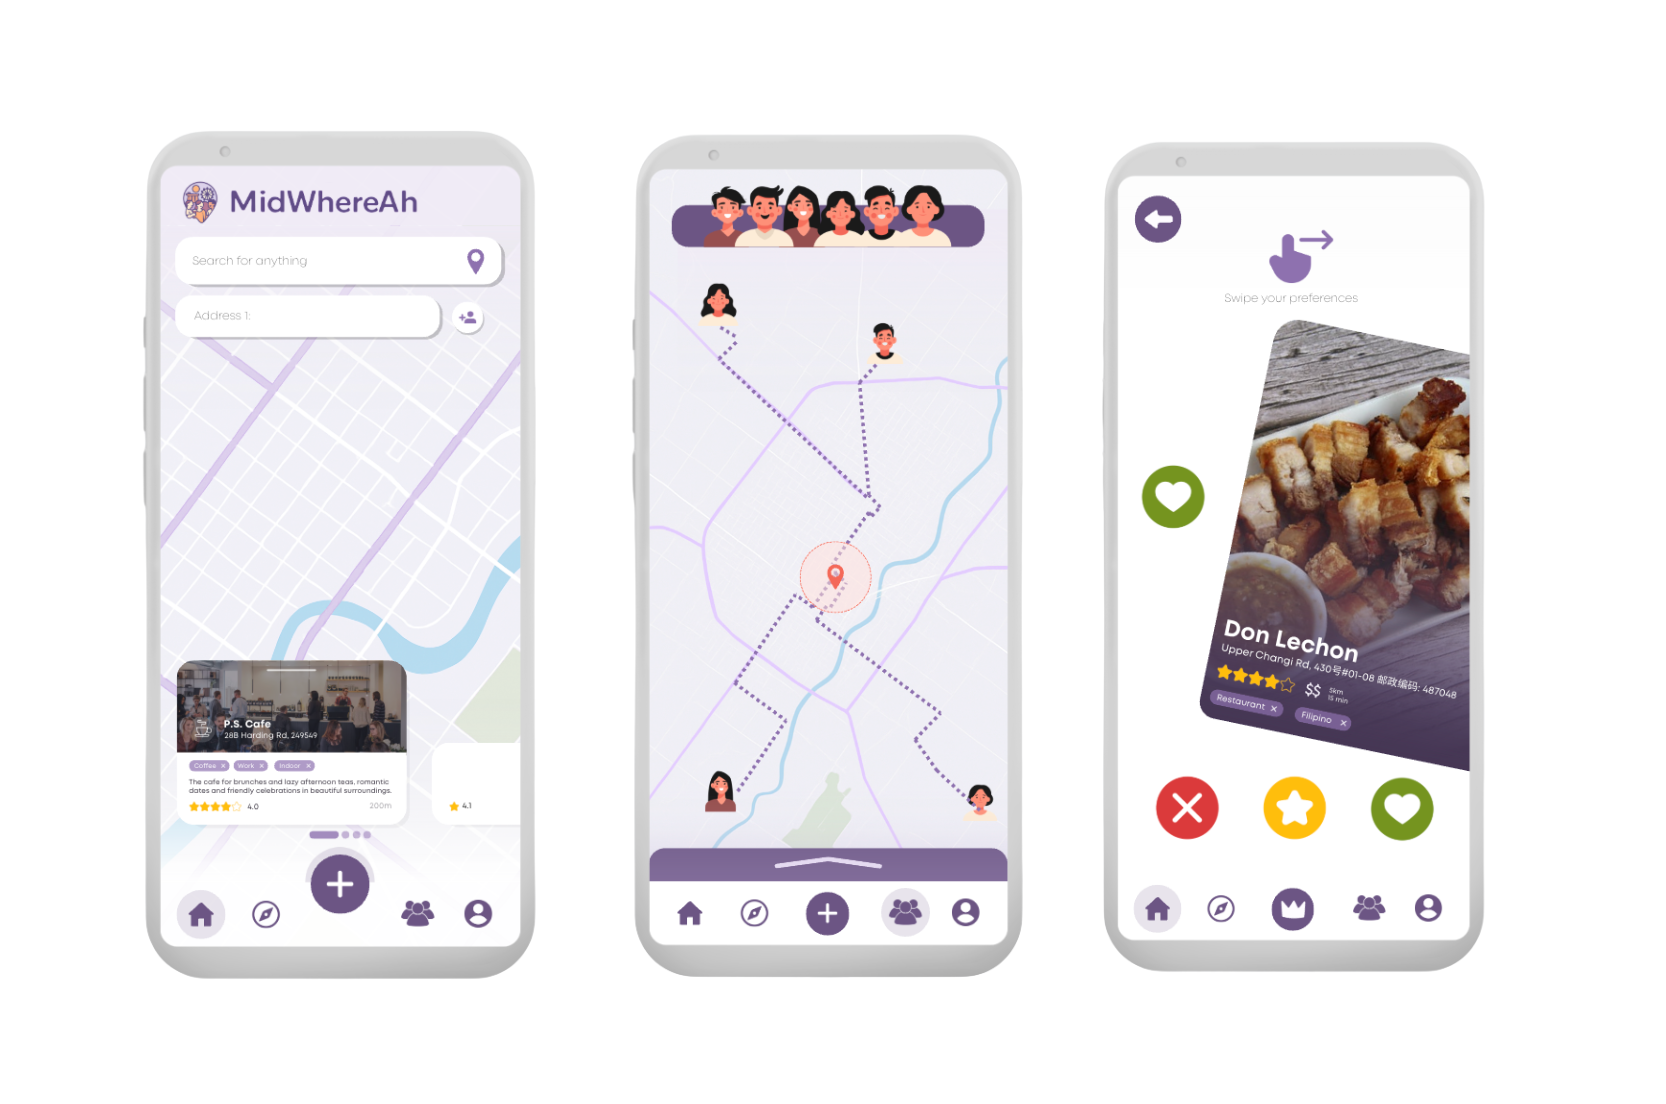 MidWhereAh
Search for anything
Address 1:
P.S. Cafe
28B Harding Rd, 249549
Coffee ×
Work ×
Indoor ×
The cafe for brunches and lazy afternoon teas, romantic
dates and friendly celebrations in beautiful surroundings.
4.0
200m
4.1
Swipe your preferences
Don Lechon
Upper Changi Rd, 430号#01-08 邮政编码: 487048
$$
5km
15 min
Restaurant ×
Filipino ×